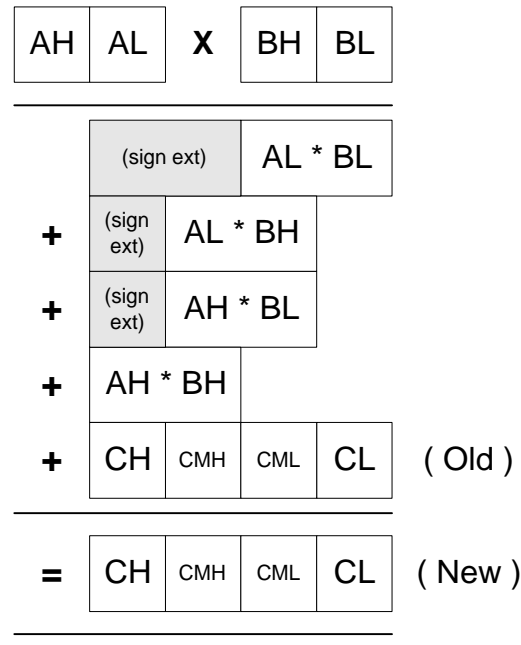 AH AL X BH BL
(sign ext) AL * BL
+ (sign
ext) AL * BH
+ (sign
ext) AH * BL
+ AH * BH
+ CH CMH CML CL ( Old )
= CH CMH CML CL ( New )